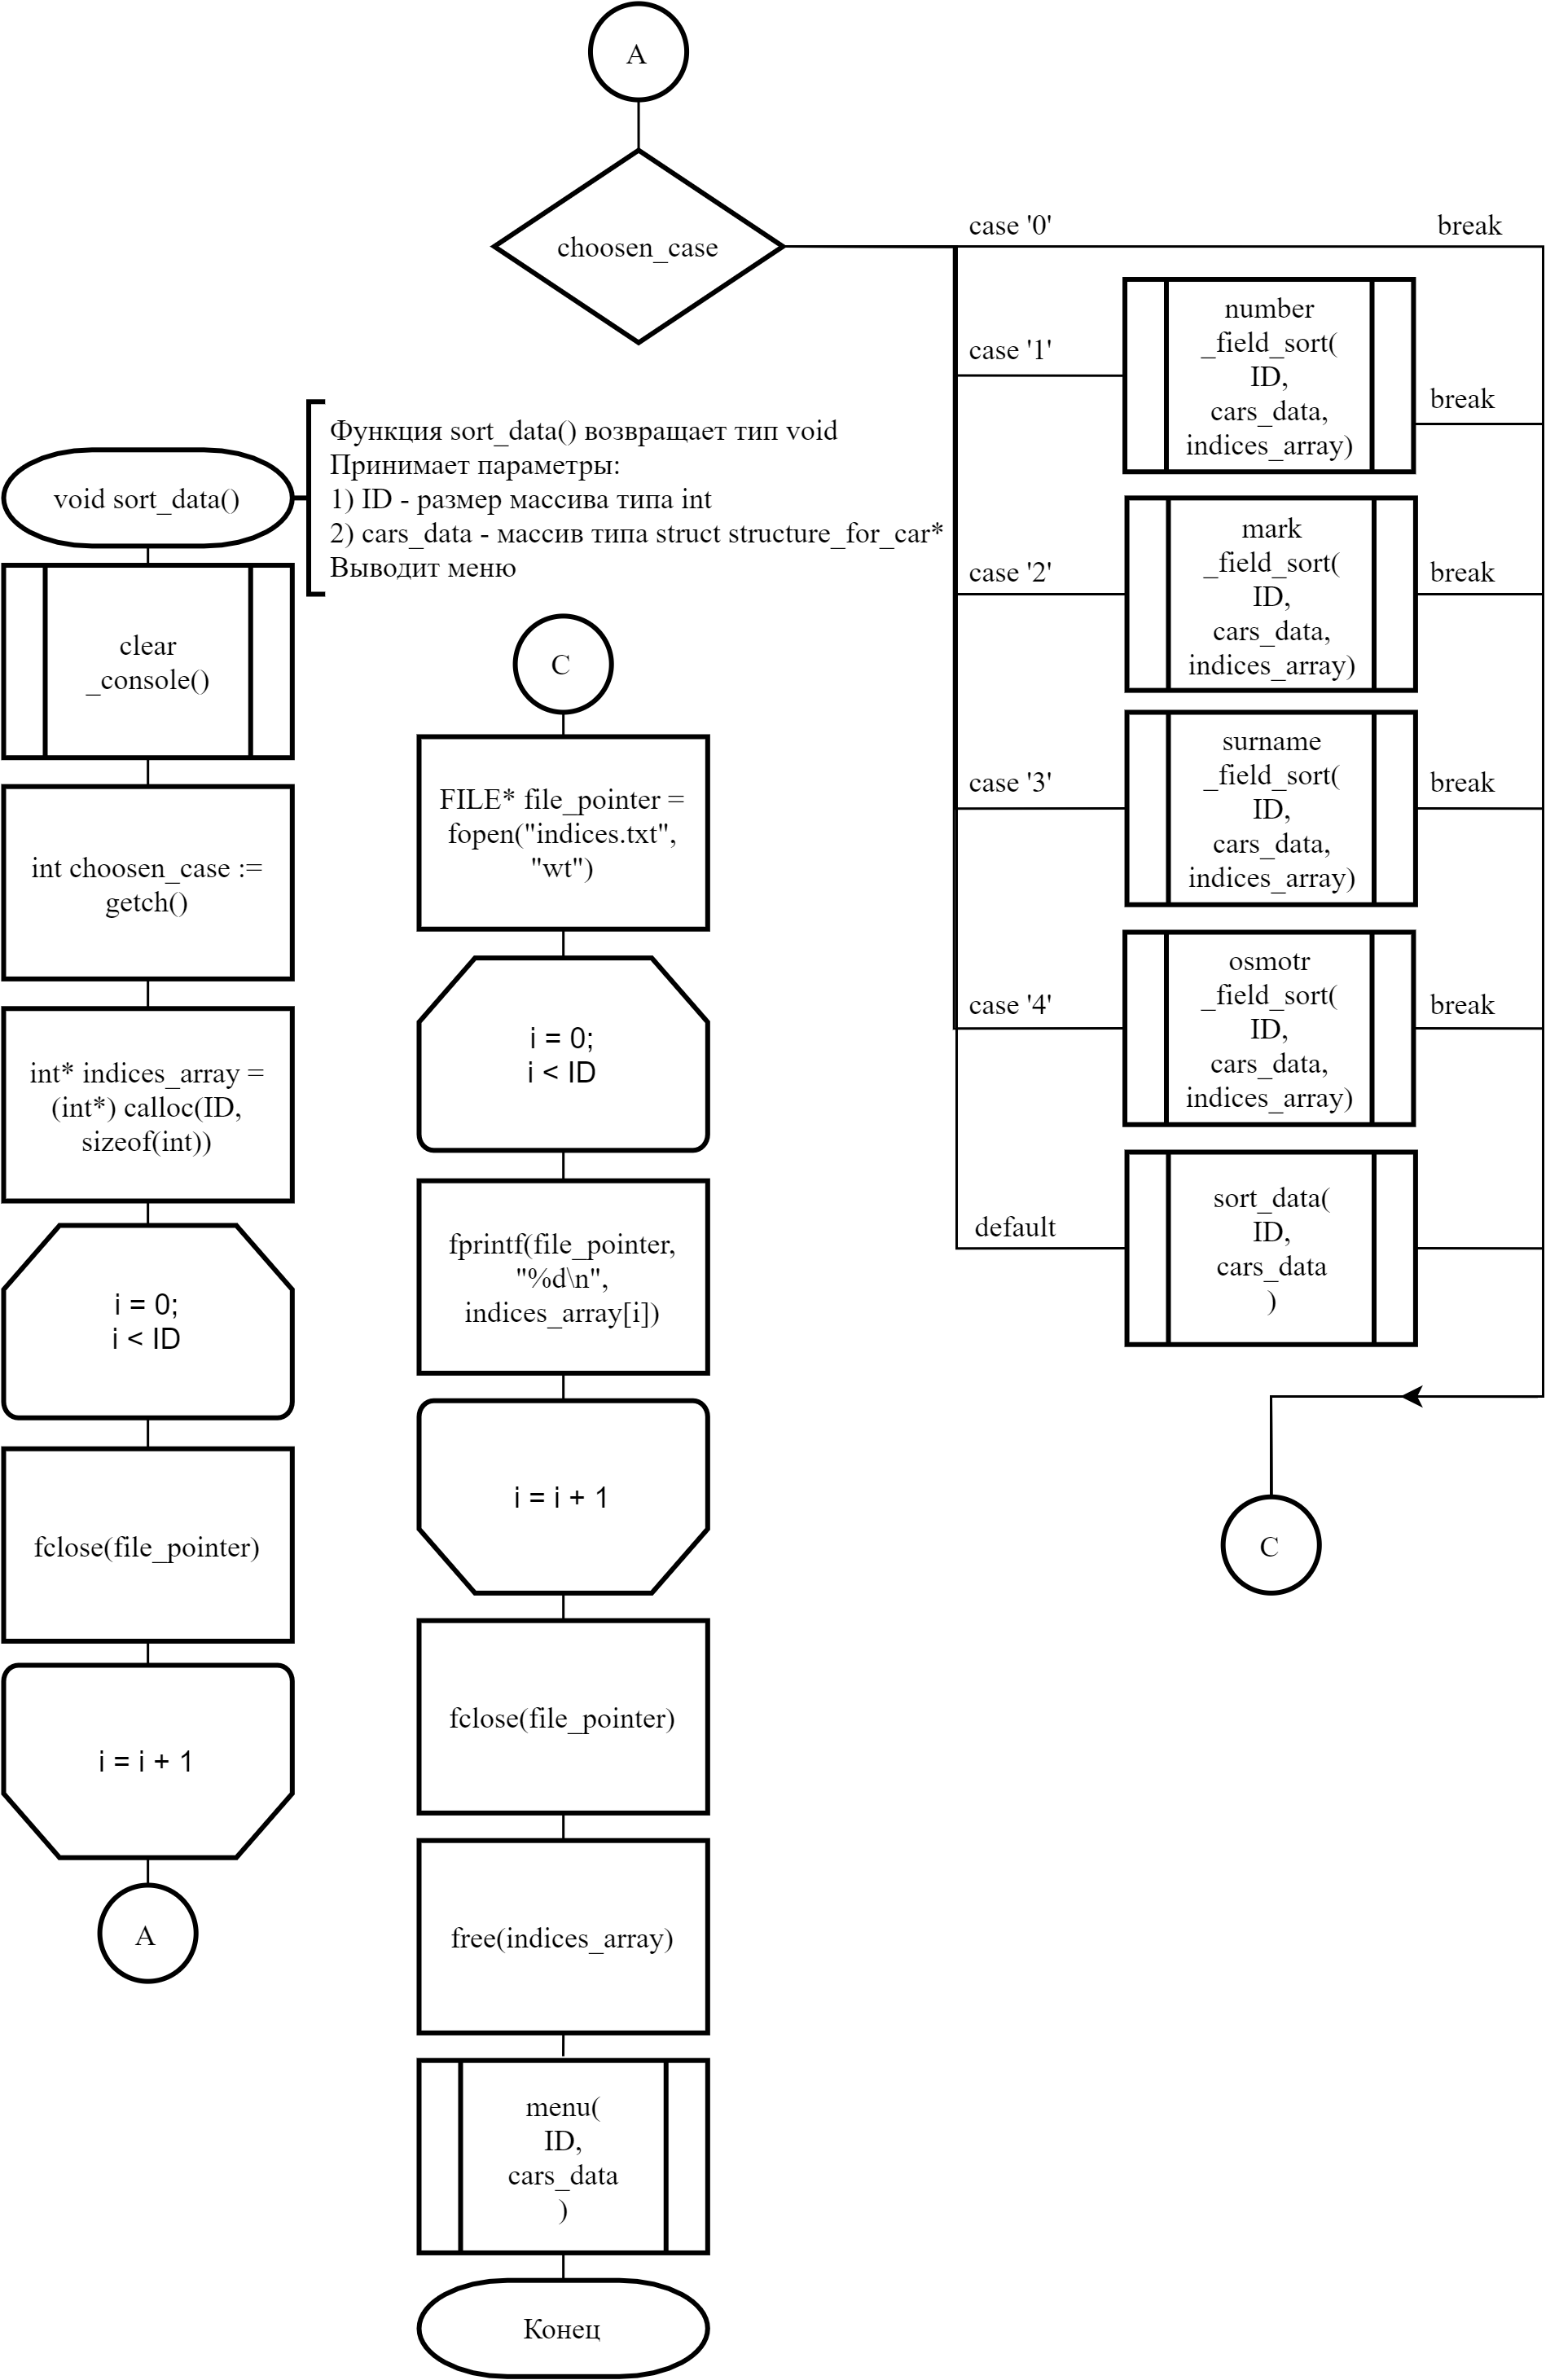 void sort_data()
Функция sort_data() возвращает тип void
Принимает параметры:
1) ID - размер массива типа int
2) cars_data - массив типа struct structure_for_car*
Выводит меню
clear
_console()
int choosen_case :=
getch()
int* indices_array =
(int*) calloc(ID,
sizeof(int))
i = 0;
i < ID
fclose(file_pointer)
i = i + 1
A
A
choosen_case
case '0'
break
case '1'
number
_field_sort(
ID,
cars_data,
indices_array)
break
case '2'
mark
_field_sort(
ID,
cars_data,
indices_array)
break
case '3'
surname
_field_sort(
ID,
cars_data,
indices_array)
break
case '4'
osmotr
_field_sort(
ID,
cars_data,
indices_array)
break
default
sort_data(
ID,
cars_data
)
C
C
FILE* file_pointer =
fopen("indices.txt",
"wt")
i = 0;
i < ID
fprintf(file_pointer,
"%d\n",
indices_array[i])
i = i + 1
fclose(file_pointer)
free(indices_array)
menu(
ID,
cars_data
)
Конец